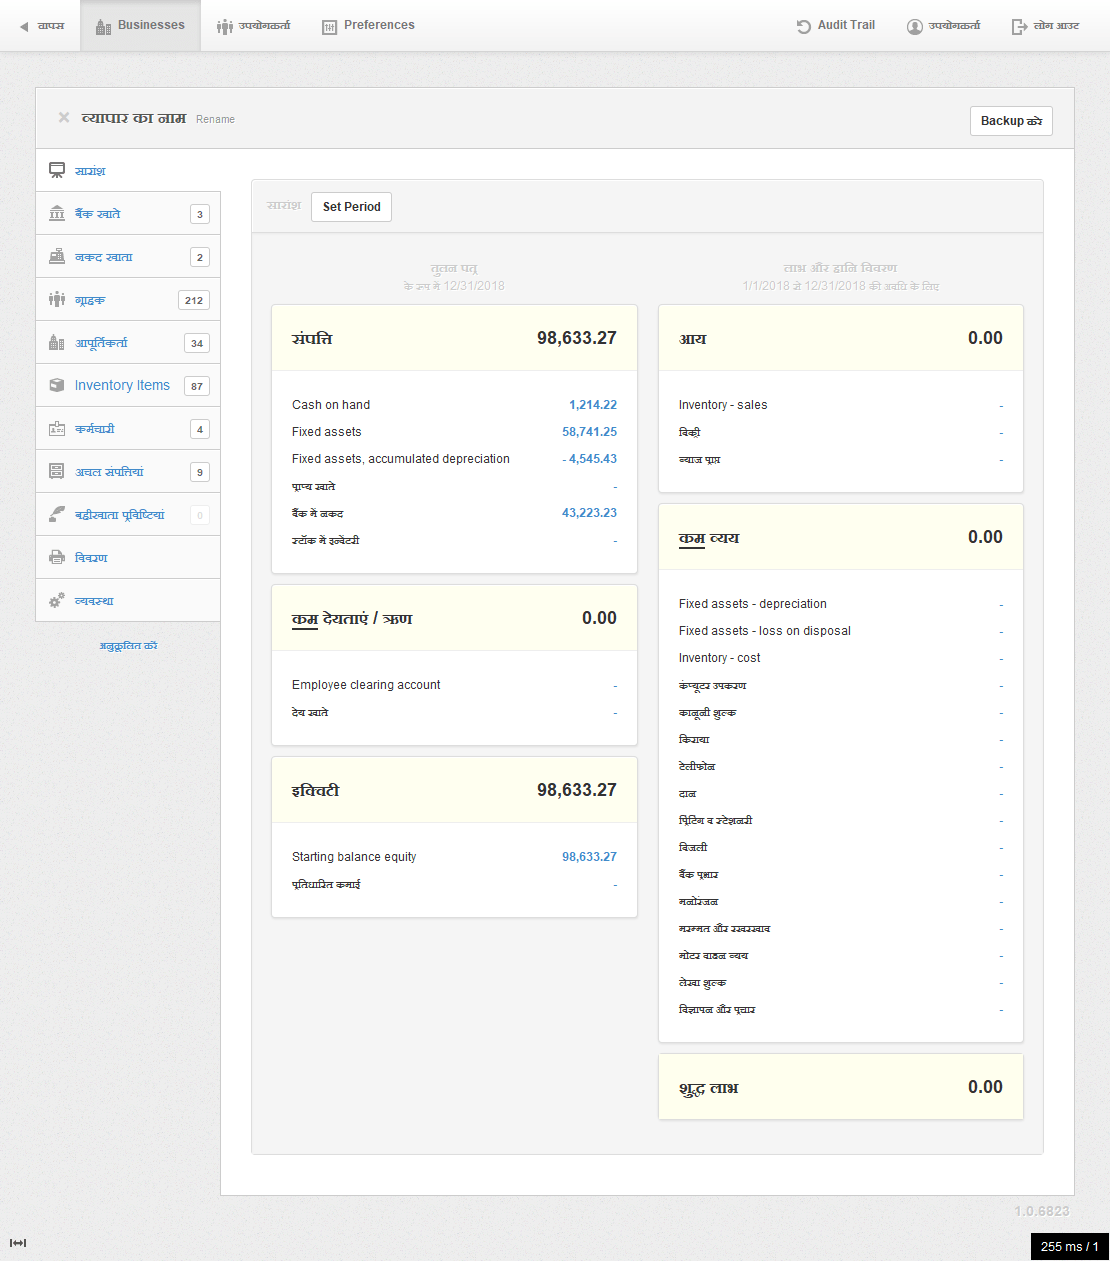 वापस
Businesses
उपयोगकर्ता
Preferences
Audit Trail
उपयोगकर्ता
लोग आउट
व्यापार का नाम
Rename
Backup करे
सारांश
बैंक खाते 3
नकद खाता 2
ग्राहक 212
आपूर्तिकर्ता 34
Inventory Items 87
कर्मचारी 4
अचल संपत्तियां 9
बहीखाता प्रविष्टियां 0
विवरण
व्यवस्था
अनुकूलित करें
सारांश
Set Period
तुलन पत्र
के रूप में 12/31/2018
संपत्ति 98,633.27
Cash on hand 1,214.22
Fixed assets 58,741.25
Fixed assets, accumulated depreciation - 4,545.43
प्राप्य खाते -
बैंक में नकद 43,223.23
स्टॉक में इन्वेंटरी -
कम देयताएं / ऋण 0.00
Employee clearing account -
देय खाते -
इक्विटी 98,633.27
Starting balance equity 98,633.27
प्रतिधारित कमाई -
लाभ और हानि विवरण
1/1/2018 से 12/31/2018 की अवधि के लिए
आय 0.00
Inventory - sales -
बिक्री -
ब्याज प्राप्त -
कम व्यय 0.00
Fixed assets - depreciation -
Fixed assets - loss on disposal -
Inventory - cost -
कंप्यूटर उपकरण -
कानूनी शुल्क -
किराया -
टेलीफोन -
दान -
प्रिंटिंग व स्टेशनरी -
बिजली -
बैंक प्रभार -
मनोरंजन -
मरम्मत और रखरखाव -
मोटर वाहन व्यय -
लेखा शुल्क -
विज्ञापन और प्रचार -
शुद्ध लाभ 0.00
1.0.6823
255 ms / 1